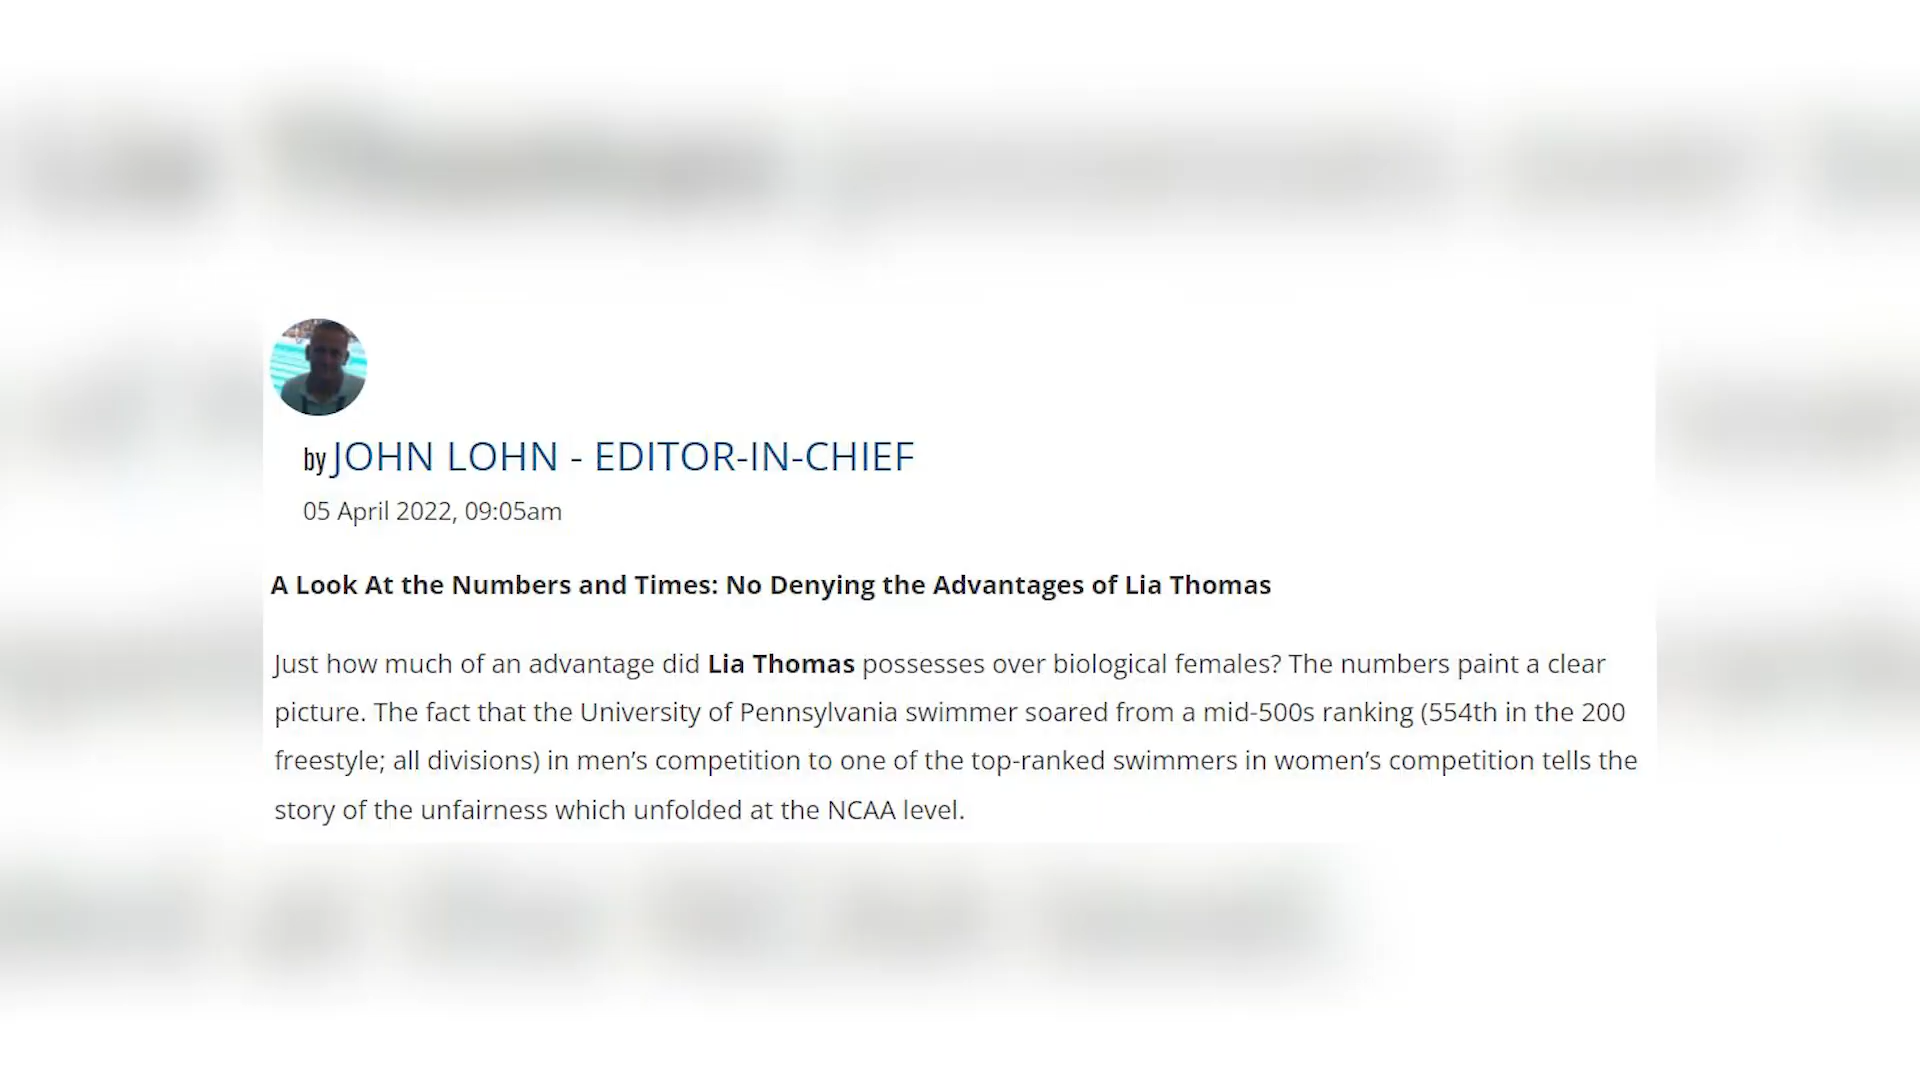 by JOHN LOHN - EDITOR-IN-CHIEF
05 April 2022, 09:05am
A Look At the Numbers and Times: No Denying the Advantages of Lia Thomas
Just how much of an advantage did Lia Thomas possesses over biological females? The numbers paint a clear
picture. The fact that the University of Pennsylvania swimmer soared from a mid-500s ranking (554th in the 200
freestyle; all divisions) in men’s competition to one of the top-ranked swimmers in women’s competition tells the
story of the unfairness which unfolded at the NCAA level.